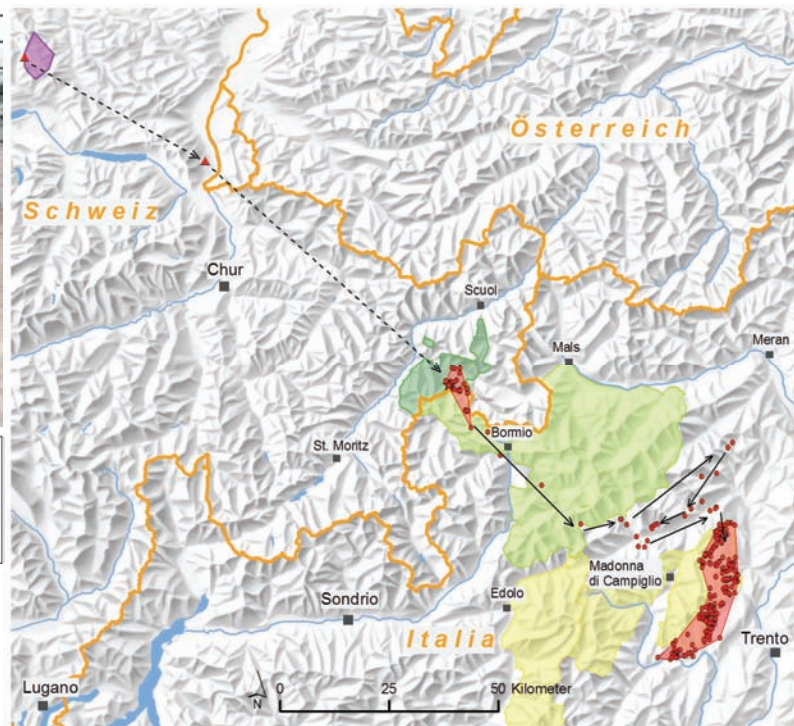 Österreich
Schweiz
Chur
Scuol
Mals
Meran
St. Moritz
Bormio
Madonna
di Campiglio
Edolo
Sondrio
Italia
Trento
Lugano
N
0 25 50 Kilometer